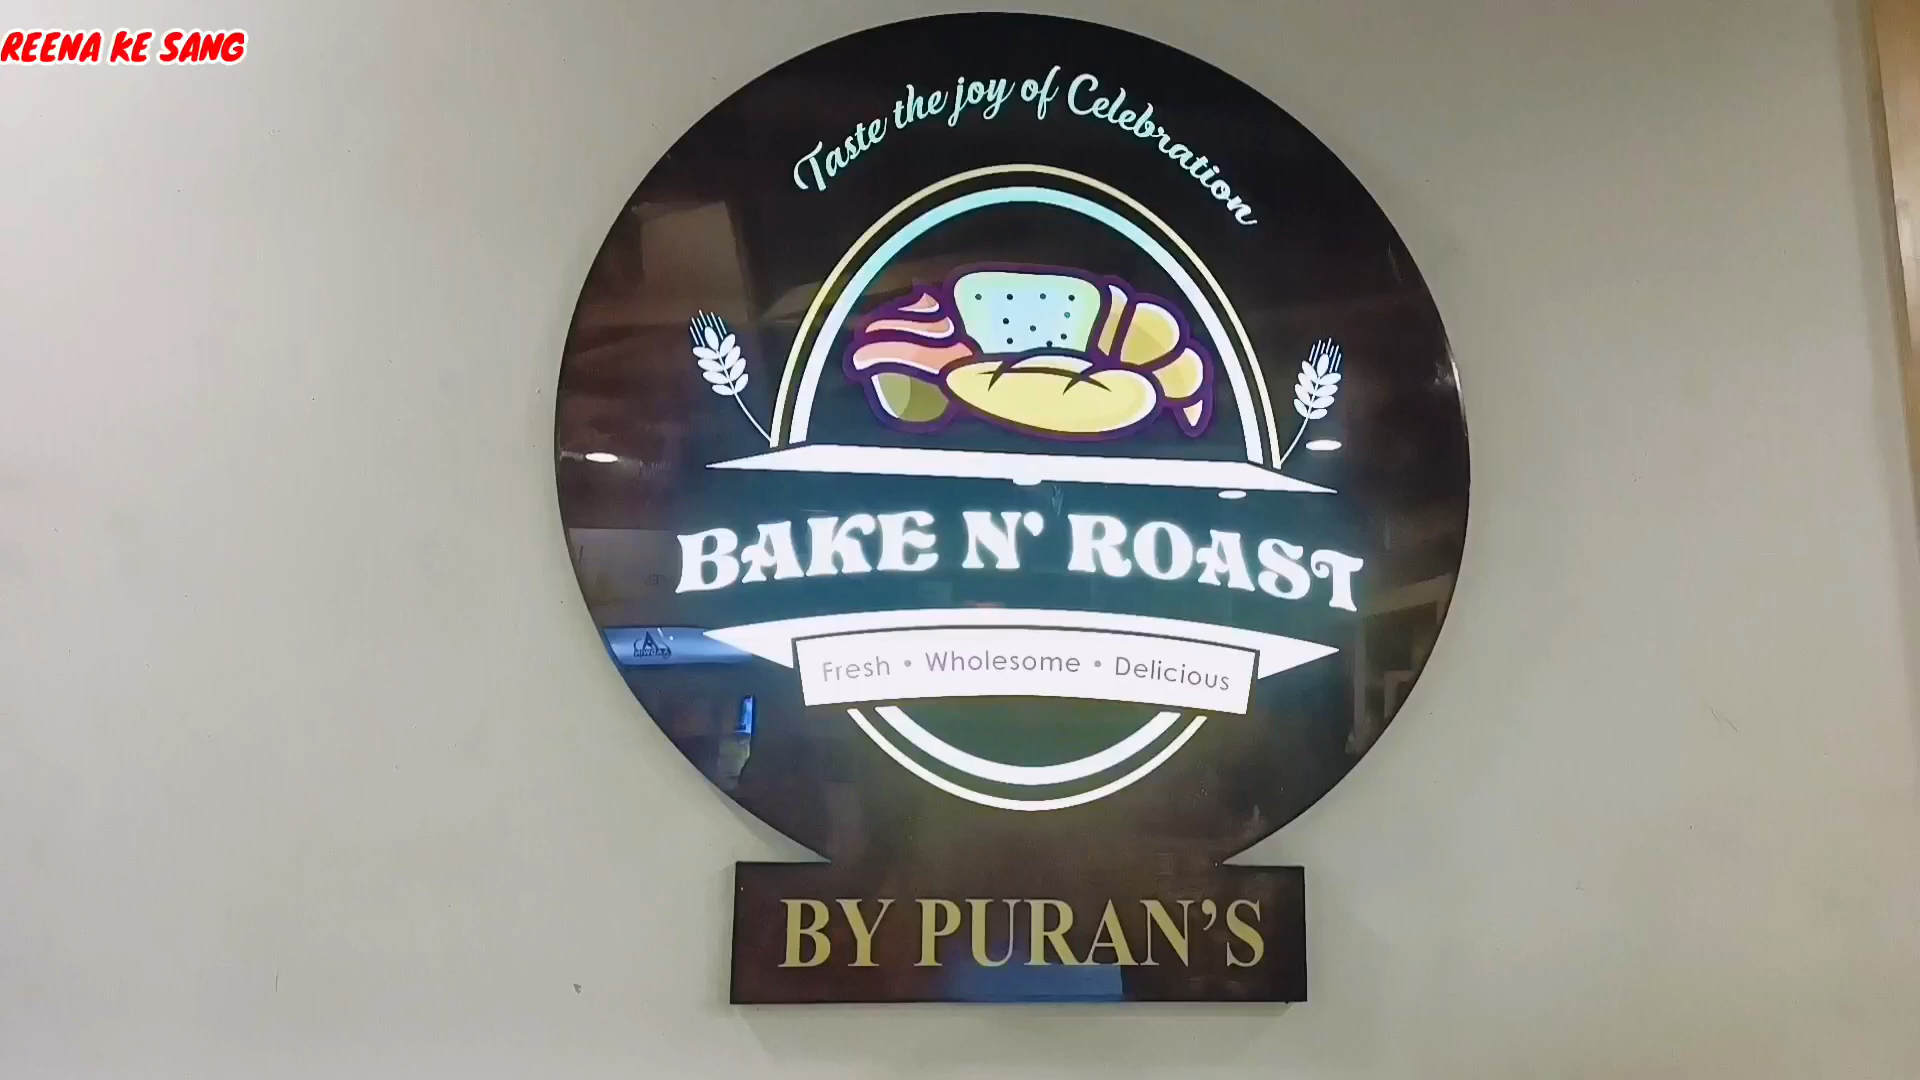 REENA KE SANG
Taste the joy of Celebration
BAKE N' ROAST
Fresh • Wholesome • Delicious
BY PURAN'S